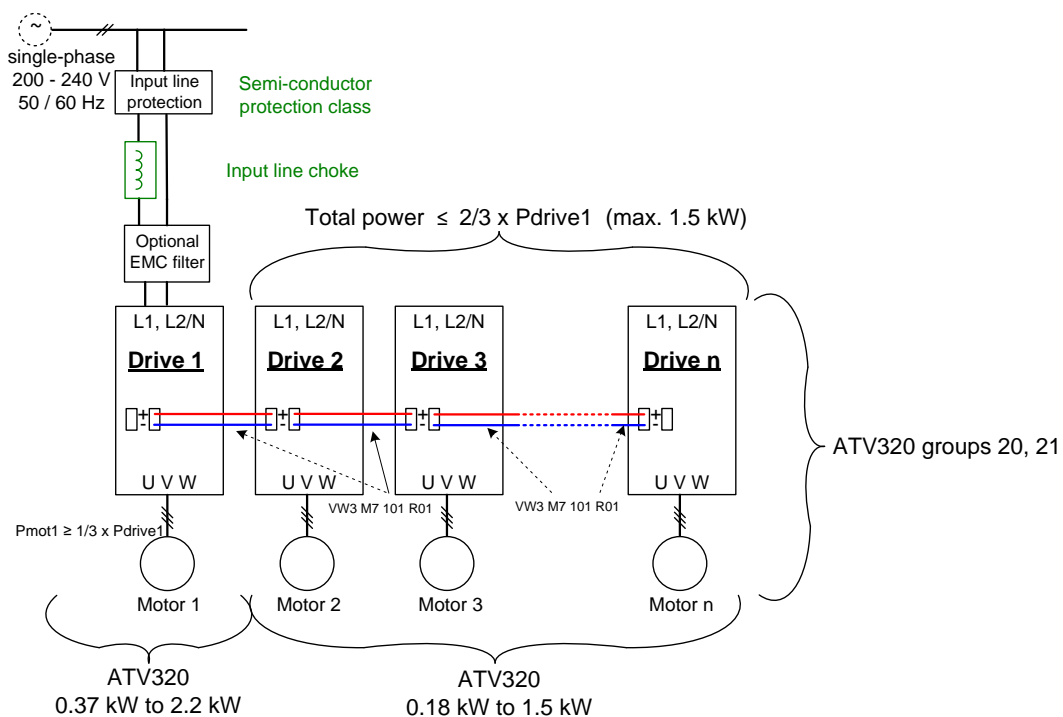 ~
single-phase
200 - 240 V
50 / 60 Hz
Input line
protection
Semi-conductor
protection class
Input line choke
Optional
EMC filter
Total power ≤ 2/3 x Pdrive1 (max. 1.5 kW)
L1, L2/N
L1, L2/N
L1, L2/N
L1, L2/N
Drive 1
Drive 2
Drive 3
Drive n
+
-
+
-
+
-
+
-
ATV320 groups 20, 21
U V W
U V W
U V W
U V W
VW3 M7 101 R01
VW3 M7 101 R01
Pmot1 ≥ 1/3 x Pdrive1
Motor 1
Motor 2
Motor 3
Motor n
ATV320
0.37 kW to 2.2 kW
ATV320
0.18 kW to 1.5 kW